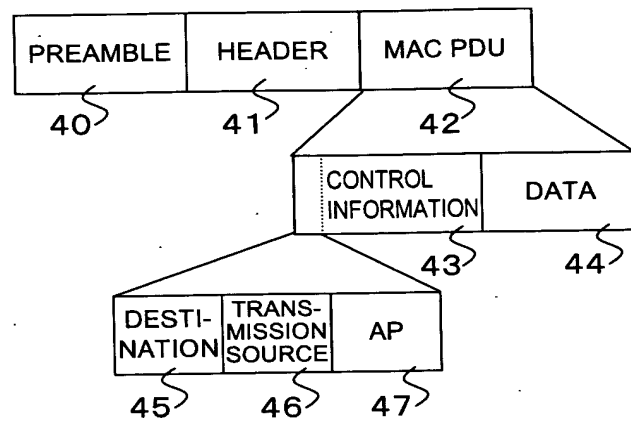 PREAMBLE HEADER MAC PDU
40 41 42
CONTROL
INFORMATION DATA
43 44
DESTI-
NATION
TRANS-
MISSION
SOURCE
AP
45 46 47